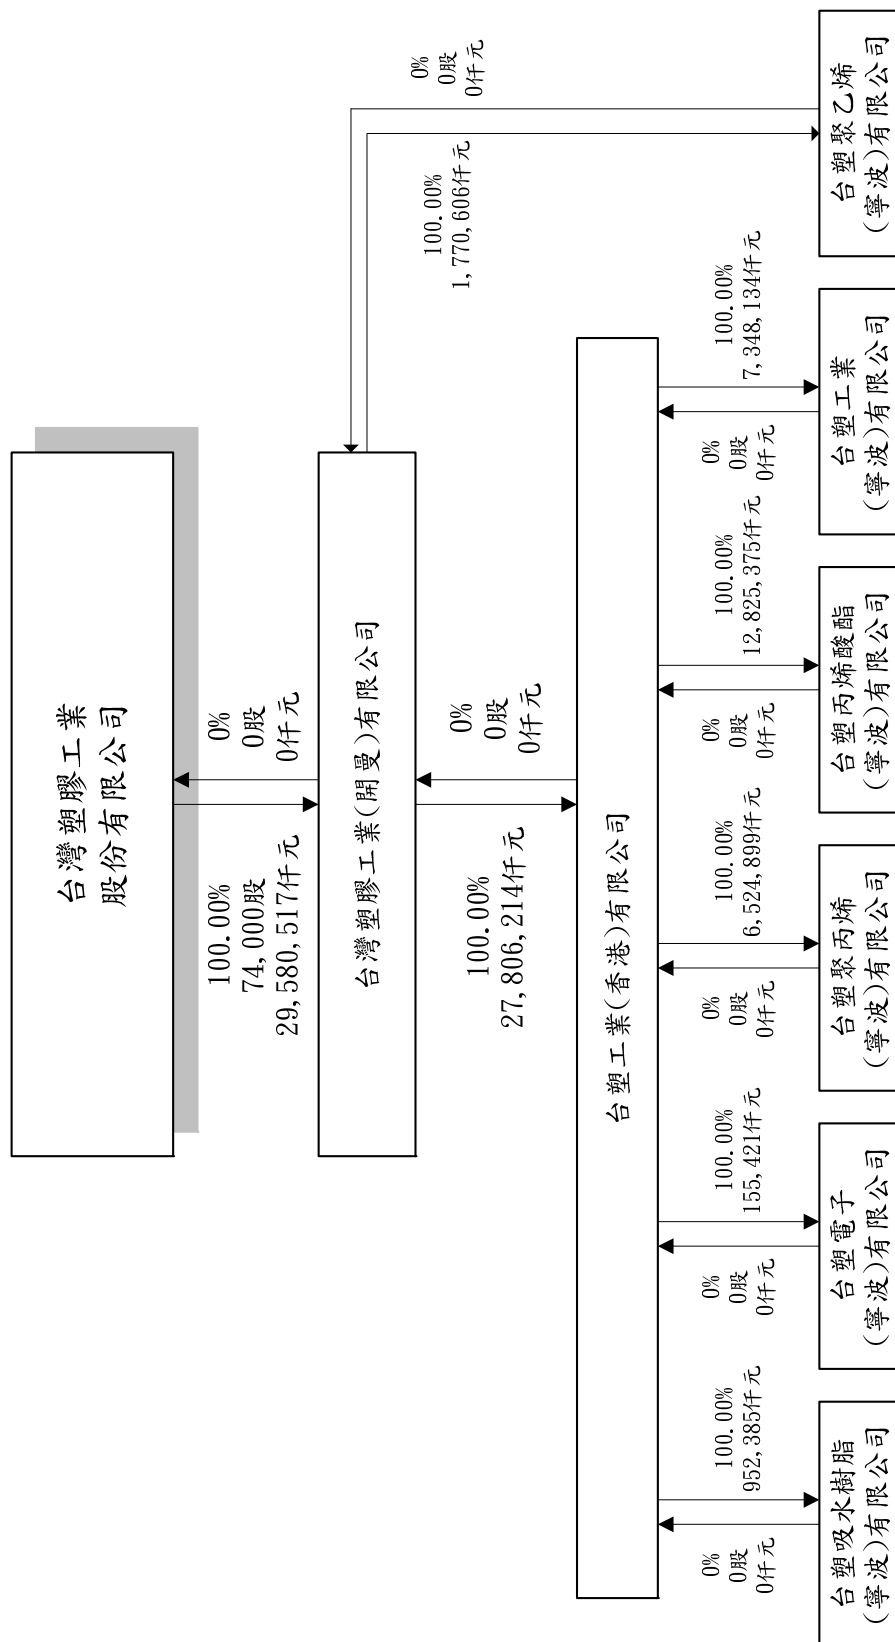 台灣塑膠工業
股份有限公司
100.00%
74,000股
29,580,517仟元
0%
0股
0仟元
台灣塑膠工業(開曼)有限公司
100.00%
27,806,214仟元
0%
0股
0仟元
100.00%
1,770,606仟元
0%
0股
0仟元
台塑工業(香港)有限公司
0%
0股
0仟元
100.00%
952,385仟元
0%
0股
0仟元
100.00%
155,421仟元
0%
0股
0仟元
100.00%
6,524,899仟元
0%
0股
0仟元
100.00%
12,825,375仟元
0%
0股
0仟元
100.00%
7,348,134仟元
台塑吸水樹脂
(寧波)有限公司
台塑電子
(寧波)有限公司
台塑聚丙烯
(寧波)有限公司
台塑丙烯酸酯
(寧波)有限公司
台塑工業
(寧波)有限公司
台塑聚乙烯
(寧波)有限公司